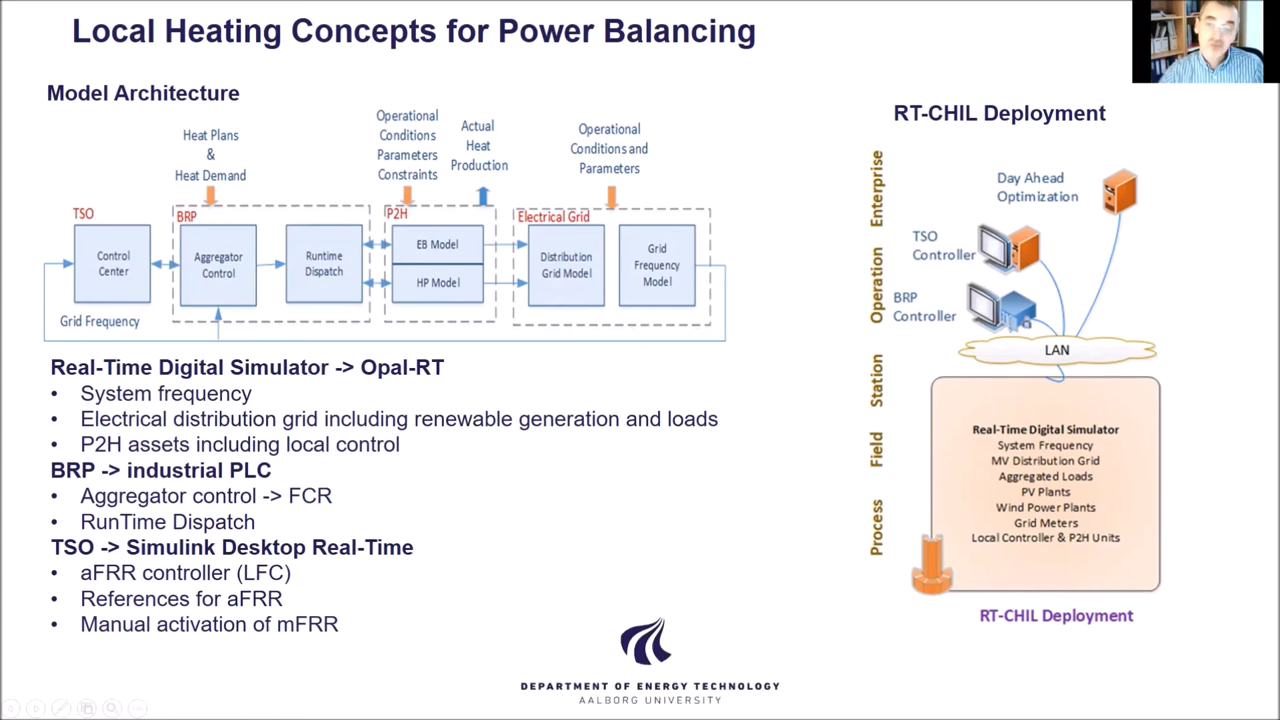 Local Heating Concepts for Power Balancing
Model Architecture
Heat Plans
&
Heat Demand
Operational
Conditions
Parameters
Constraints
Actual
Heat
Production
Operational
Conditions and
Parameters
TSO
BRP
P2H
Electrical Grid
Control
Center
Aggregator
Control
Runtime
Dispatch
EB Model
HP Model
Distribution
Grid Model
Grid
Frequency
Model
Grid Frequency
Real-Time Digital Simulator -> Opal-RT
• System frequency
• Electrical distribution grid including renewable generation and loads
• P2H assets including local control
BRP -> industrial PLC
• Aggregator control -> FCR
• RunTime Dispatch
TSO -> Simulink Desktop Real-Time
• aFRR controller (LFC)
• References for aFRR
• Manual activation of mFRR
RT-CHIL Deployment
Enterprise
Operation
Station
Field
Process
Day Ahead
Optimization
TSO
Controller
BRP
Controller
LAN
Real-Time Digital Simulator
System Frequency
MV Distribution Grid
Aggregated Loads
PV Plants
Wind Power Plants
Grid Meters
Local Controller & P2H Units
RT-CHIL Deployment
DEPARTMENT OF ENERGY TECHNOLOGY
AALBORG UNIVERSITY